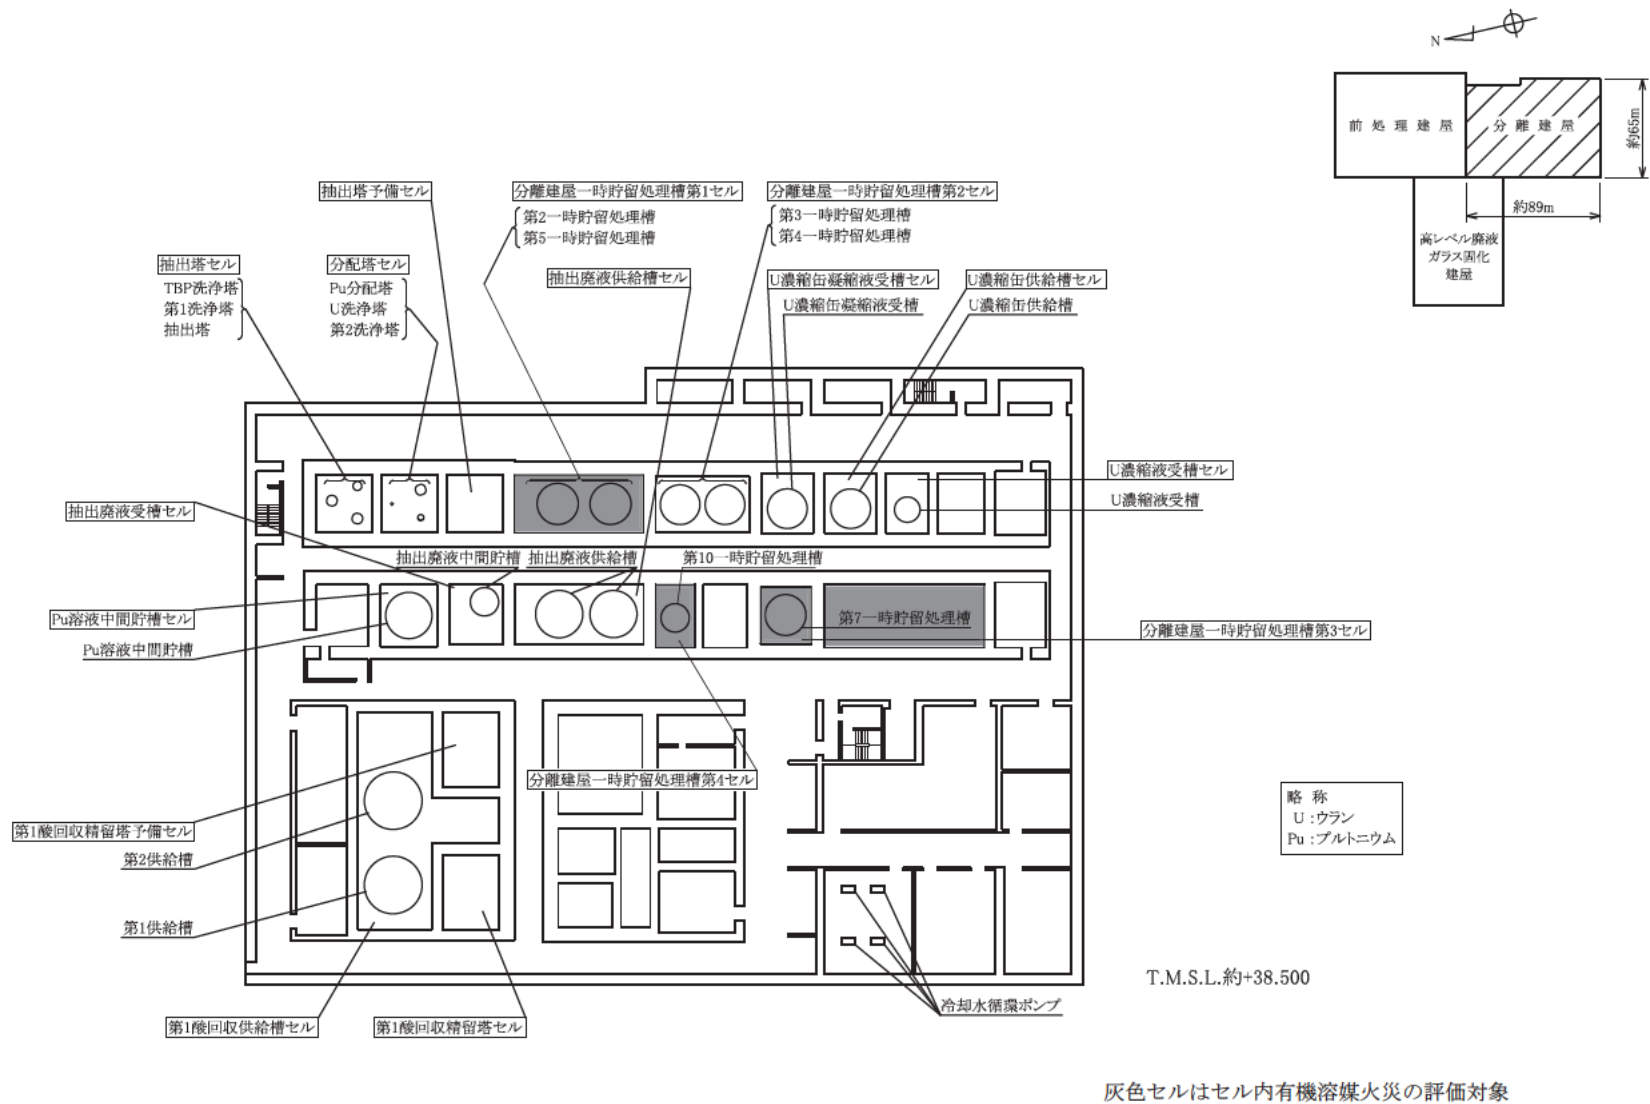 N
前処理建屋
分離建屋
約65m
約89m
高レベル廃液
ガラス固化
建屋
抽出塔予備セル
分離建屋一時貯留処理槽第1セル
第2一時貯留処理槽
第5一時貯留処理槽
分離建屋一時貯留処理槽第2セル
第3一時貯留処理槽
第4一時貯留処理槽
抽出塔セル
TBP洗浄塔
第1洗浄塔
抽出塔
分配塔セル
Pu分配塔
U洗浄塔
第2洗浄塔
抽出廃液供給槽セル
U濃縮缶凝縮液受槽セル
U濃縮缶凝縮液受槽
U濃縮缶供給槽セル
U濃縮缶供給槽
U濃縮液受槽セル
U濃縮液受槽
抽出廃液受槽セル
抽出廃液中間貯槽
抽出廃液供給槽
第10一時貯留処理槽
Pu溶液中間貯槽セル
Pu溶液中間貯槽
第7一時貯留処理槽
分離建屋一時貯留処理槽第3セル
分離建屋一時貯留処理槽第4セル
第1酸回収精留塔予備セル
第2供給槽
第1供給槽
略 称
U :ウラン
Pu :プルトニウム
T.M.S.L.約+38.500
冷却水循環ポンプ
第1酸回収供給槽セル
第1酸回収精留塔セル
灰色セルはセル内有機溶媒火災の評価対象